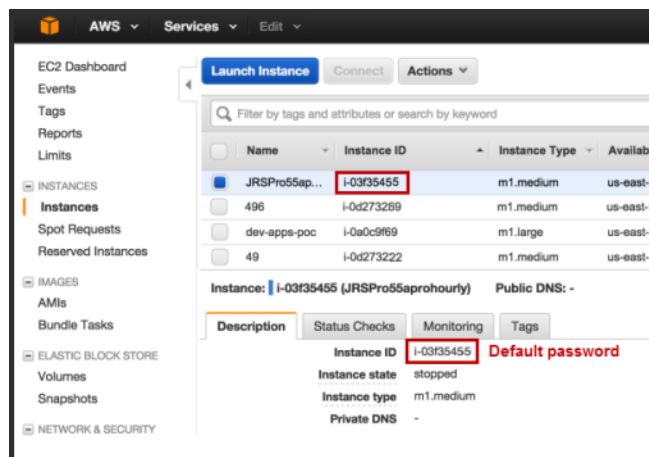 AWS Services Edit
EC2 Dashboard
Events
Tags
Reports
Limits
INSTANCES
Instances
Spot Requests
Reserved Instances
IMAGES
AMIs
Bundle Tasks
ELASTIC BLOCK STORE
Volumes
Snapshots
NETWORK & SECURITY
Launch Instance Connect Actions
Filter by tags and attributes or search by keyword
Name Instance ID Instance Type Availab
JRSPro55ap... i-03f35455 m1.medium us-east-
496 i-0d273269 m1.medium us-east-
dev-apps-poc i-0a0c9f69 m1.large us-east-
49 i-0d273222 m1.medium us-east-
Instance: i-03f35455 (JRSPro55aprohourly) Public DNS: -
Description Status Checks Monitoring Tags
Instance ID i-03f35455 Default password
Instance state stopped
Instance type m1.medium
Private DNS -